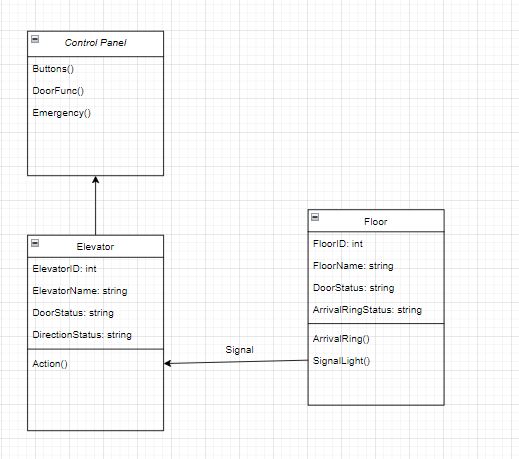 Control Panel
Buttons()
DoorFunc()
Emergency()
Elevator
ElevatorID: int
ElevatorName: string
DoorStatus: string
DirectionStatus: string
Action()
Signal
Floor
FloorID: int
FloorName: string
DoorStatus: string
ArrivalRingStatus: string
ArrivalRing()
SignalLight()